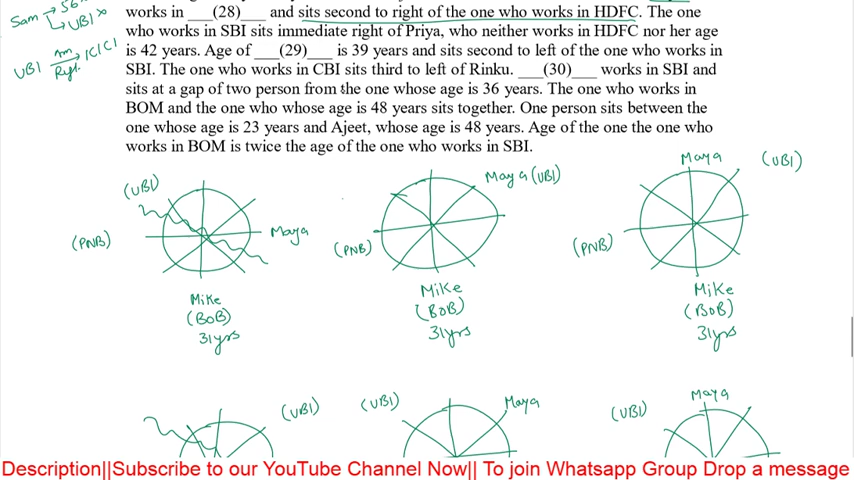 works in ___(28)___ and sits second to right of the one who works in HDFC. The one
who works in SBI sits immediate right of Priya, who neither works in HDFC nor her age
is 42 years. Age of ___(29)___ is 39 years and sits second to left of the one who works in
SBI. The one who works in CBI sits third to left of Rinku. ___(30)___ works in SBI and
sits at a gap of two person from the one whose age is 36 years. The one who works in
BOM and the one whose age is 48 years sits together. One person sits between the
one whose age is 23 years and Ajeet, whose age is 48 years. Age of the one the one who
works in BOM is twice the age of the one who works in SBI.
Sam → 56
UBI x
UBI Imm Ryt. → ICICI
(UBI)
(PNB)
Maya
Mike
(BOB)
31yrs
Maya (UBI)
(PNB)
Mike
(BOB)
31yrs
Maya
(UBI)
(PNB)
Mike
(BOB)
31yrs
(UBI)
(UBI)
Maya
(UBI)
Maya
Description||Subscribe to our YouTube Channel Now|| To join Whatsapp Group Drop a message